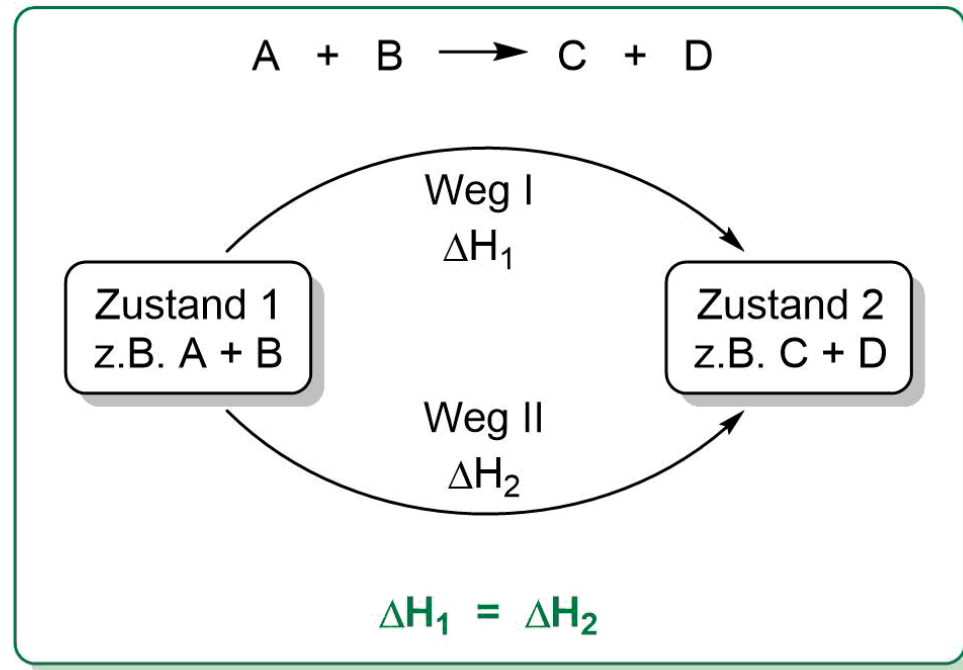 A + B ⟶ C + D
Weg I
ΔH₁
Zustand 1
z.B. A + B
Zustand 2
z.B. C + D
Weg II
ΔH₂
ΔH₁ = ΔH₂